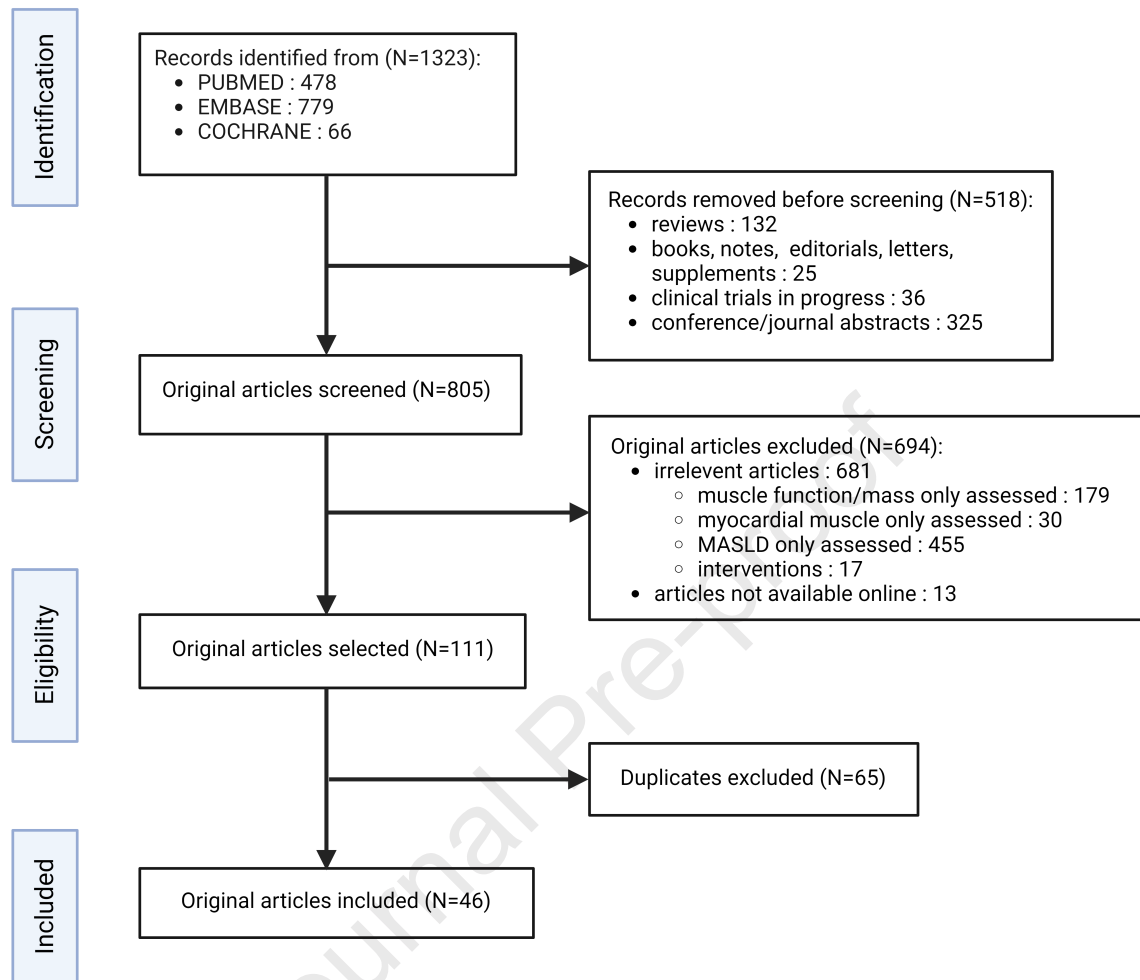 Identification
Records identified from (N=1323):
• PUBMED : 478
• EMBASE : 779
• COCHRANE : 66
Records removed before screening (N=518):
• reviews : 132
• books, notes, editorials, letters,
supplements : 25
• clinical trials in progress : 36
• conference/journal abstracts : 325
Screening
Original articles screened (N=805)
Original articles excluded (N=694):
• irrelevent articles : 681
○ muscle function/mass only assessed : 179
○ myocardial muscle only assessed : 30
○ MASLD only assessed : 455
○ interventions : 17
• articles not available online : 13
Eligibility
Original articles selected (N=111)
Duplicates excluded (N=65)
Included
Original articles included (N=46)
ournal Pre-proof